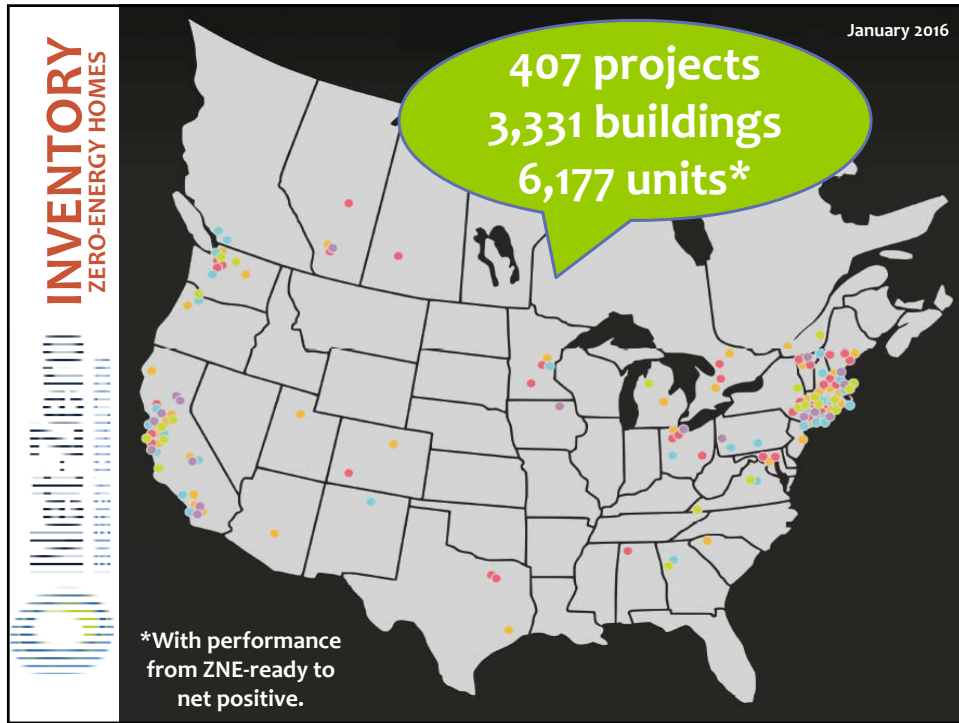 INVENTORY
ZERO-ENERGY HOMES
January 2016
407 projects
3,331 buildings
6,177 units*
*With performance
from ZNE-ready to
net positive.